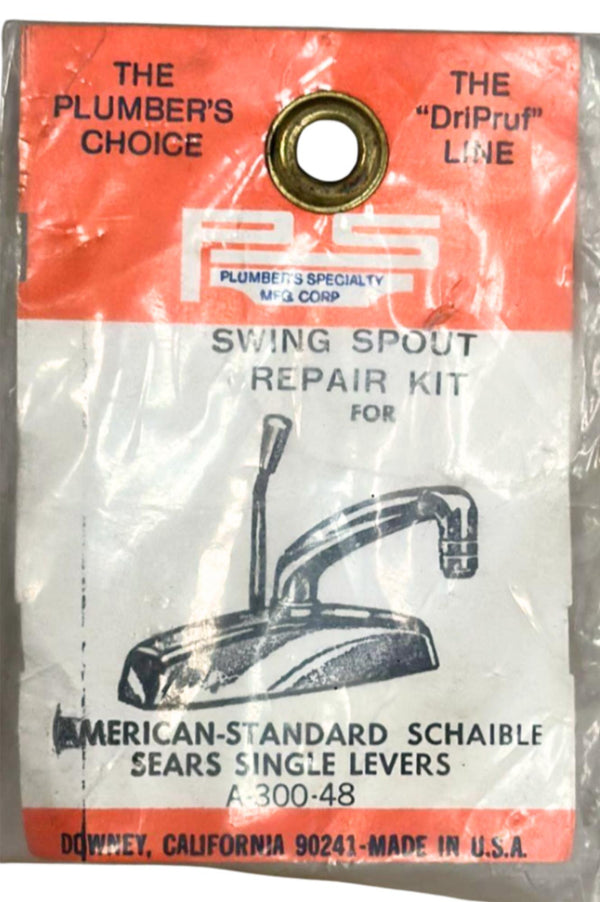 THE
PLUMBER'S
CHOICE
THE
"DriPruf"
LINE
PS
PLUMBER'S SPECIALTY
MFG CORP
SWING SPOUT
REPAIR KIT
FOR
AMERICAN-STANDARD SCHAIBLE
SEARS SINGLE LEVERS
A-300-48
DOWNEY, CALIFORNIA 90241-MADE IN U.S.A.